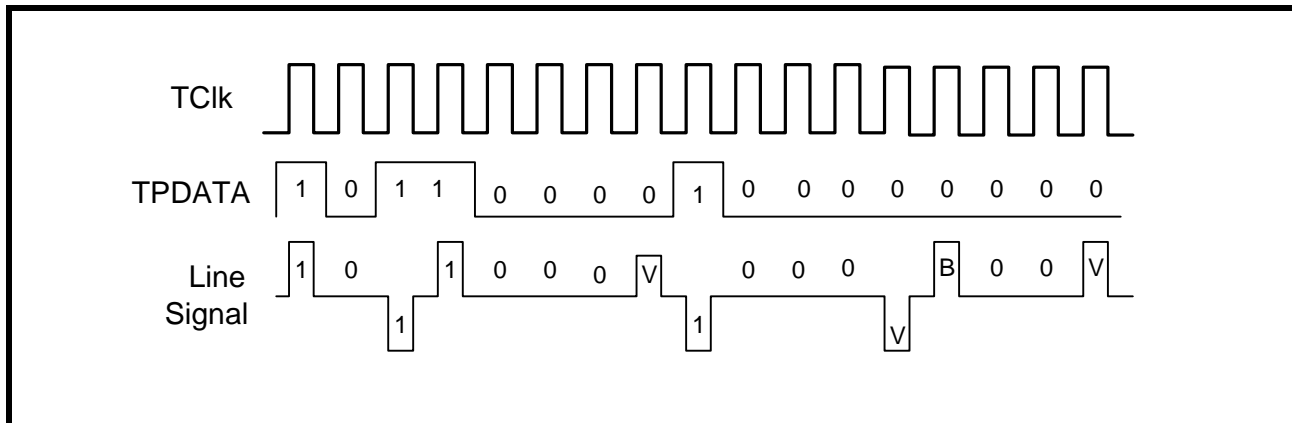 TClk
TPDATA 1 0 1 1 0 0 0 0 1 0 0 0 0 0 0 0 0
Line Signal 1 0 1 1 0 0 0 V 1 0 0 0 V B 0 0 V